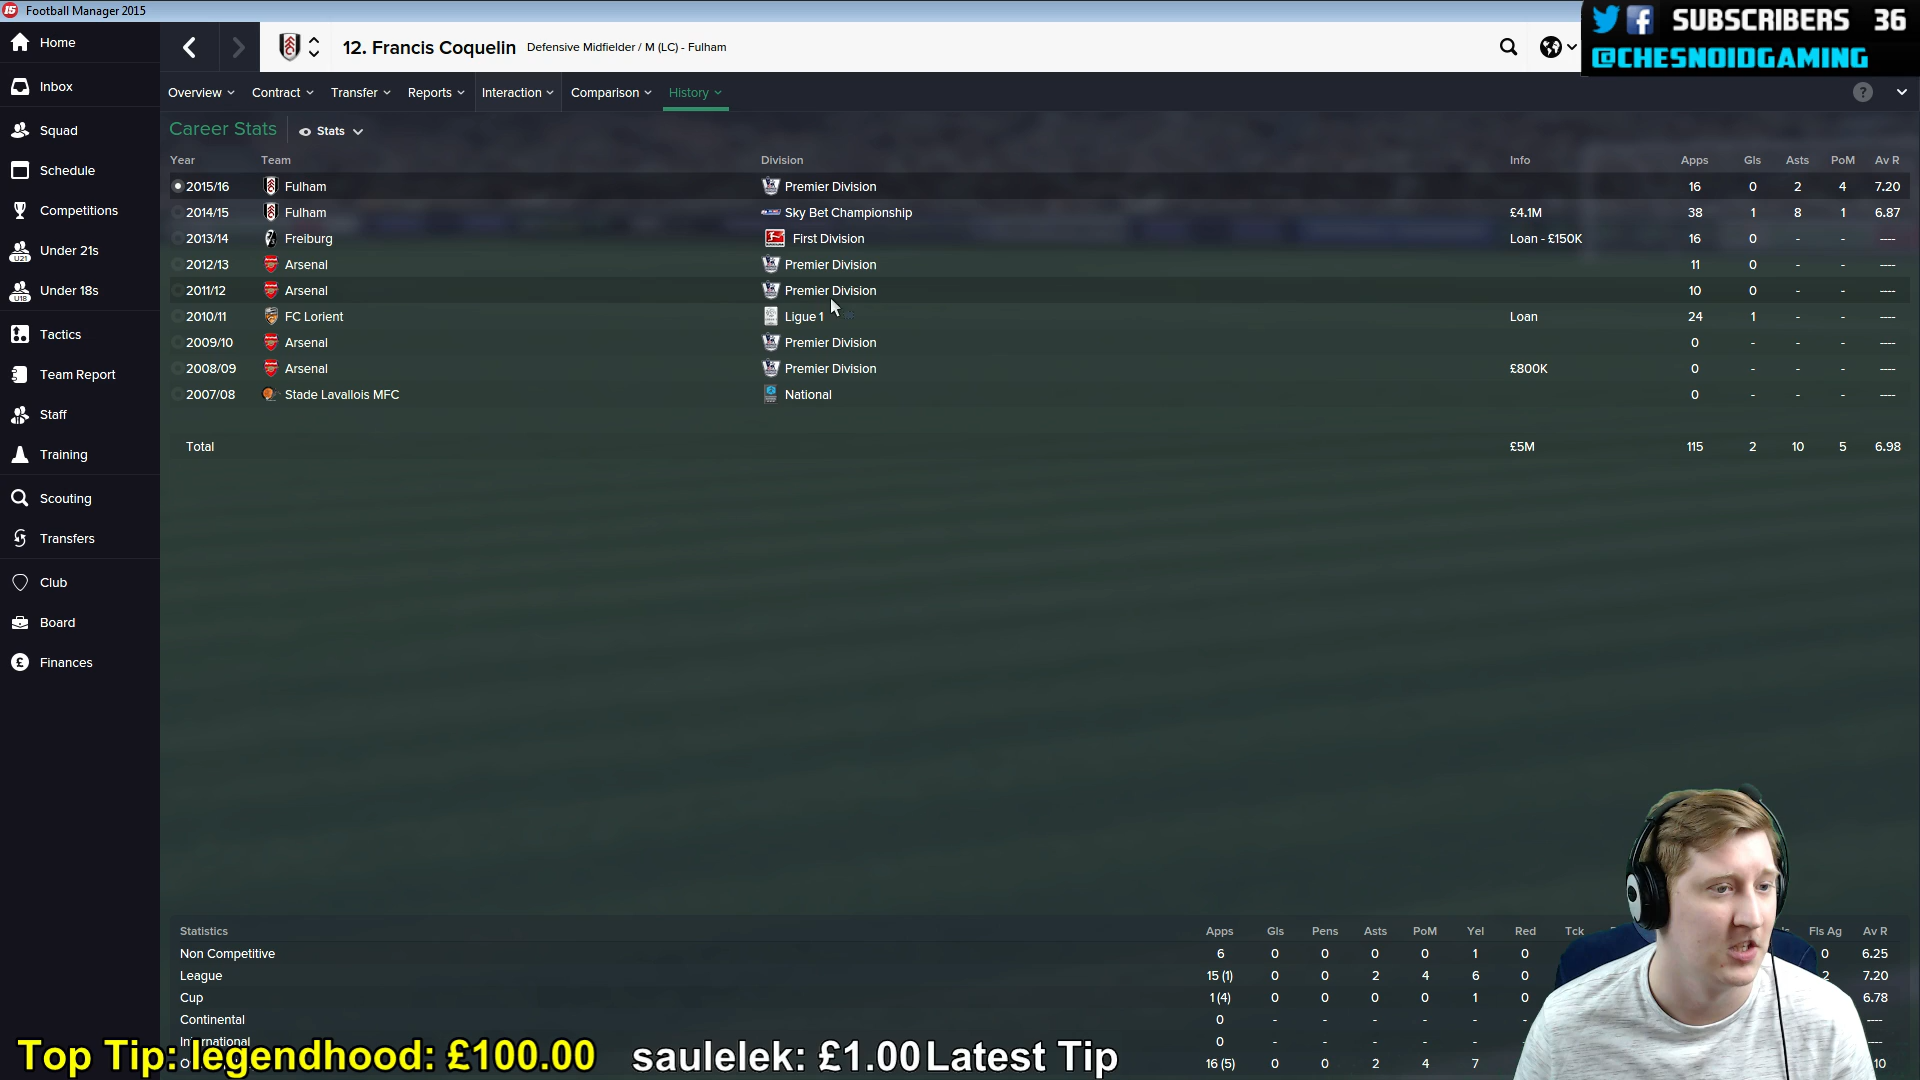 Football Manager 2015
SUBSCRIBERS 36
@CHESNOIDGAMING
Home
Inbox
Squad
Schedule
Competitions
Under 21s
Under 18s
Tactics
Team Report
Staff
Training
Scouting
Transfers
Club
Board
Finances
12. Francis Coquelin Defensive Midfielder / M (LC) - Fulham
Overview Contract Transfer Reports Interaction Comparison History
Career Stats Stats
Year Team Division Info Apps Gls Asts PoM Av R
2015/16 Fulham Premier Division 16 0 2 4 7.20
2014/15 Fulham Sky Bet Championship £4.1M 38 1 8 1 6.87
2013/14 Freiburg First Division Loan - £150K 16 0 - - ----
2012/13 Arsenal Premier Division 11 0 - - ----
2011/12 Arsenal Premier Division 10 0 - - ----
2010/11 FC Lorient Ligue 1 Loan 24 1 - - ----
2009/10 Arsenal Premier Division 0 - - - ----
2008/09 Arsenal Premier Division £800K 0 - - - ----
2007/08 Stade Lavallois MFC National 0 - - - ----
Total £5M 115 2 10 5 6.98
Statistics Apps Gls Pens Asts PoM Yel Red Tck Fls Ag Av R
Non Competitive 6 0 0 0 0 1 0 0 6.25
League 15 (1) 0 0 2 4 6 0 2 7.20
Cup 1 (4) 0 0 0 0 1 0 6.78
Continental 0 - - - - - - ----
International 0 - - - - - - ----
16 (5) 0 0 2 4 7 10
Top Tip: legendhood: £100.00 saulelek: £1.00 Latest Tip